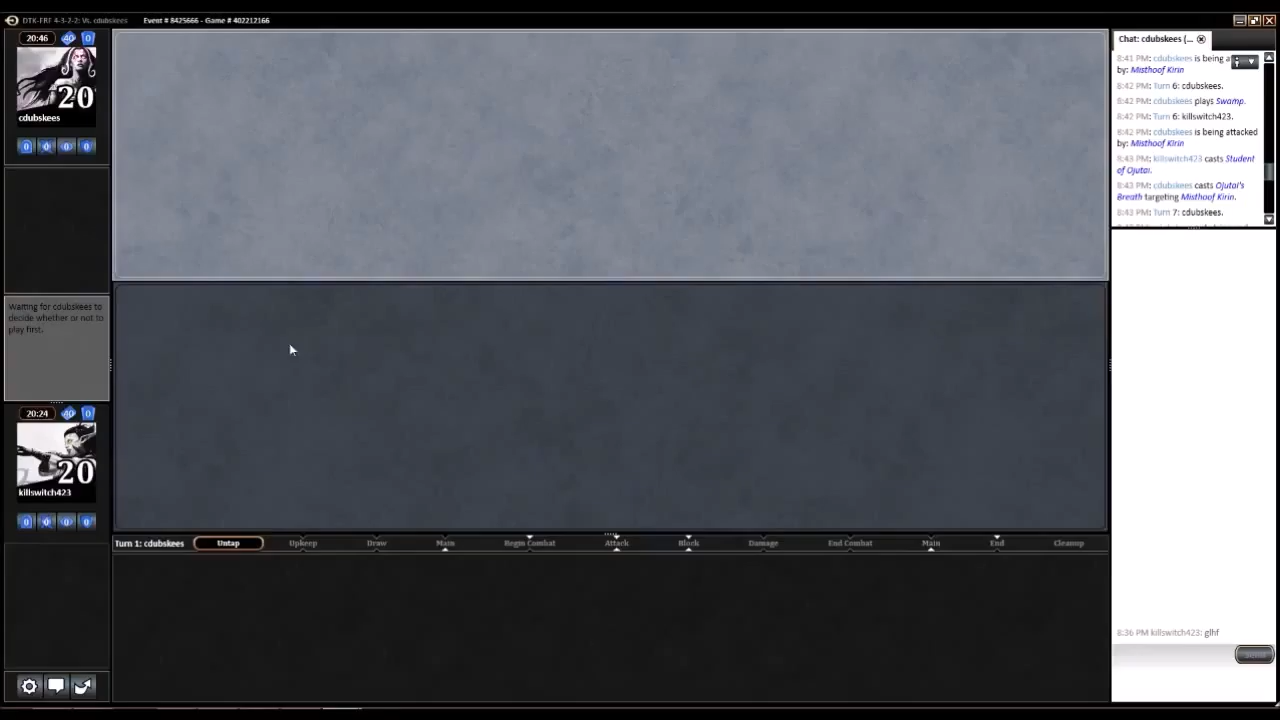 DTK-FRF 4-3-2-2: Vs. cdubskees Event # 8425666 - Game # 402212166
20:46 40 0
20
cdubskees
0 0 0 0
Waiting for cdubskees to
decide whether or not to
play first.
20:24 40 0
20
killswitch423
0 0 0 0
Turn 1: cdubskees Untap Upkeep Draw Main Begin Combat Attack Block Damage End Combat Main End Cleanup
Chat: cdubskees (...
8:41 PM: cdubskees is being
by: Misthoof Kirin
8:42 PM: Turn 6: cdubskees.
8:42 PM: cdubskees plays Swamp.
8:42 PM: Turn 6: killswitch423.
8:42 PM: cdubskees is being attacked
by: Misthoof Kirin
8:43 PM: killswitch423 casts Student
of Ojutai.
8:43 PM: cdubskees casts Ojutai's
Breath targeting Misthoof Kirin.
8:43 PM: Turn 7: cdubskees.
8:36 PM killswitch423: glhf
Send